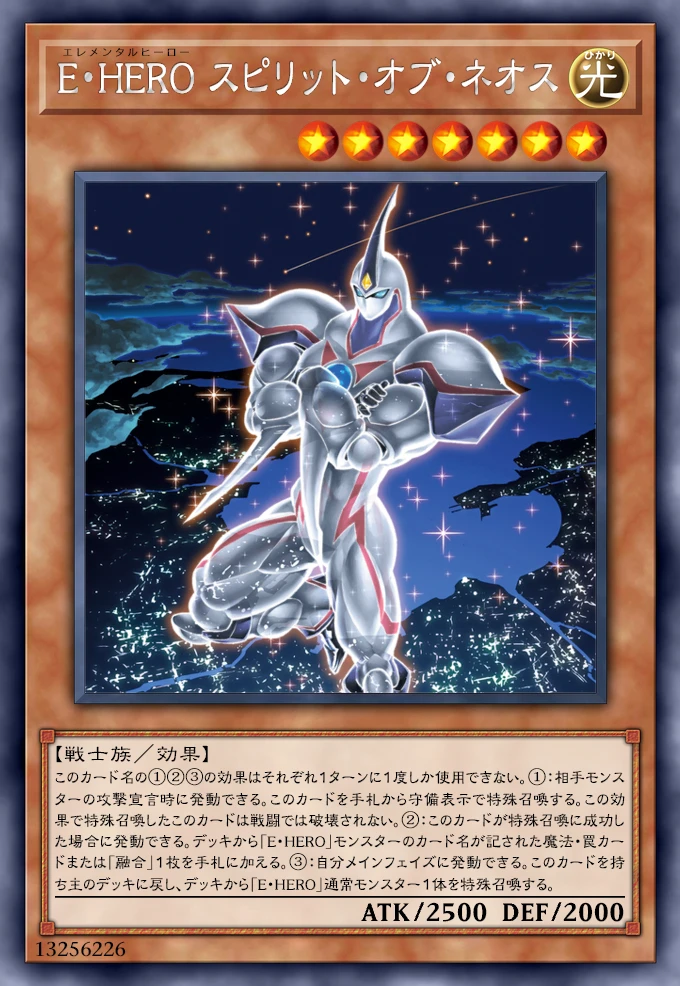 エレメンタルヒーロー
E・HERO スピリット・オブ・ネオス
ひかり
光
【戦士族／効果】
このカード名の①②③の効果はそれぞれ1ターンに1度しか使用できない。①：相手モンス
ターの攻撃宣言時に発動できる。このカードを手札から守備表示で特殊召喚する。この効
果で特殊召喚したこのカードは戦闘では破壊されない。②：このカードが特殊召喚に成功し
た場合に発動できる。デッキから「E・HERO」モンスターのカード名が記された魔法・罠カー
ドまたは「融合」1枚を手札に加える。③：自分メインフェイズに発動できる。このカードを持
ち主のデッキに戻し、デッキから「E・HERO」通常モンスター1体を特殊召喚する。
ATK/2500 DEF/2000
13256226